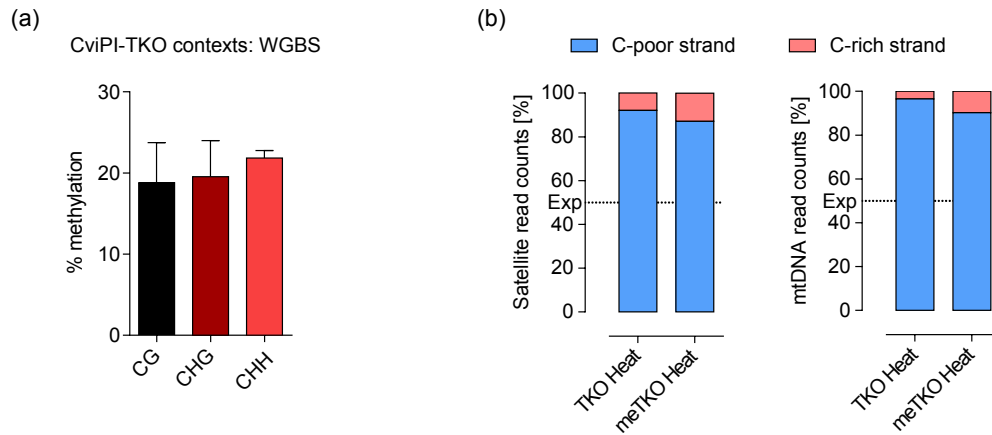 (a)
CviPI-TKO contexts: WGBS
% methylation
30
20
10
0
CG
CHG
CHH
(b)
C-poor strand
C-rich strand
Satellite read counts [%]
100
80
60
Exp
40
20
0
TKO Heat
meTKO Heat
mtDNA read counts [%]
100
80
60
Exp
40
20
0
TKO Heat
meTKO Heat